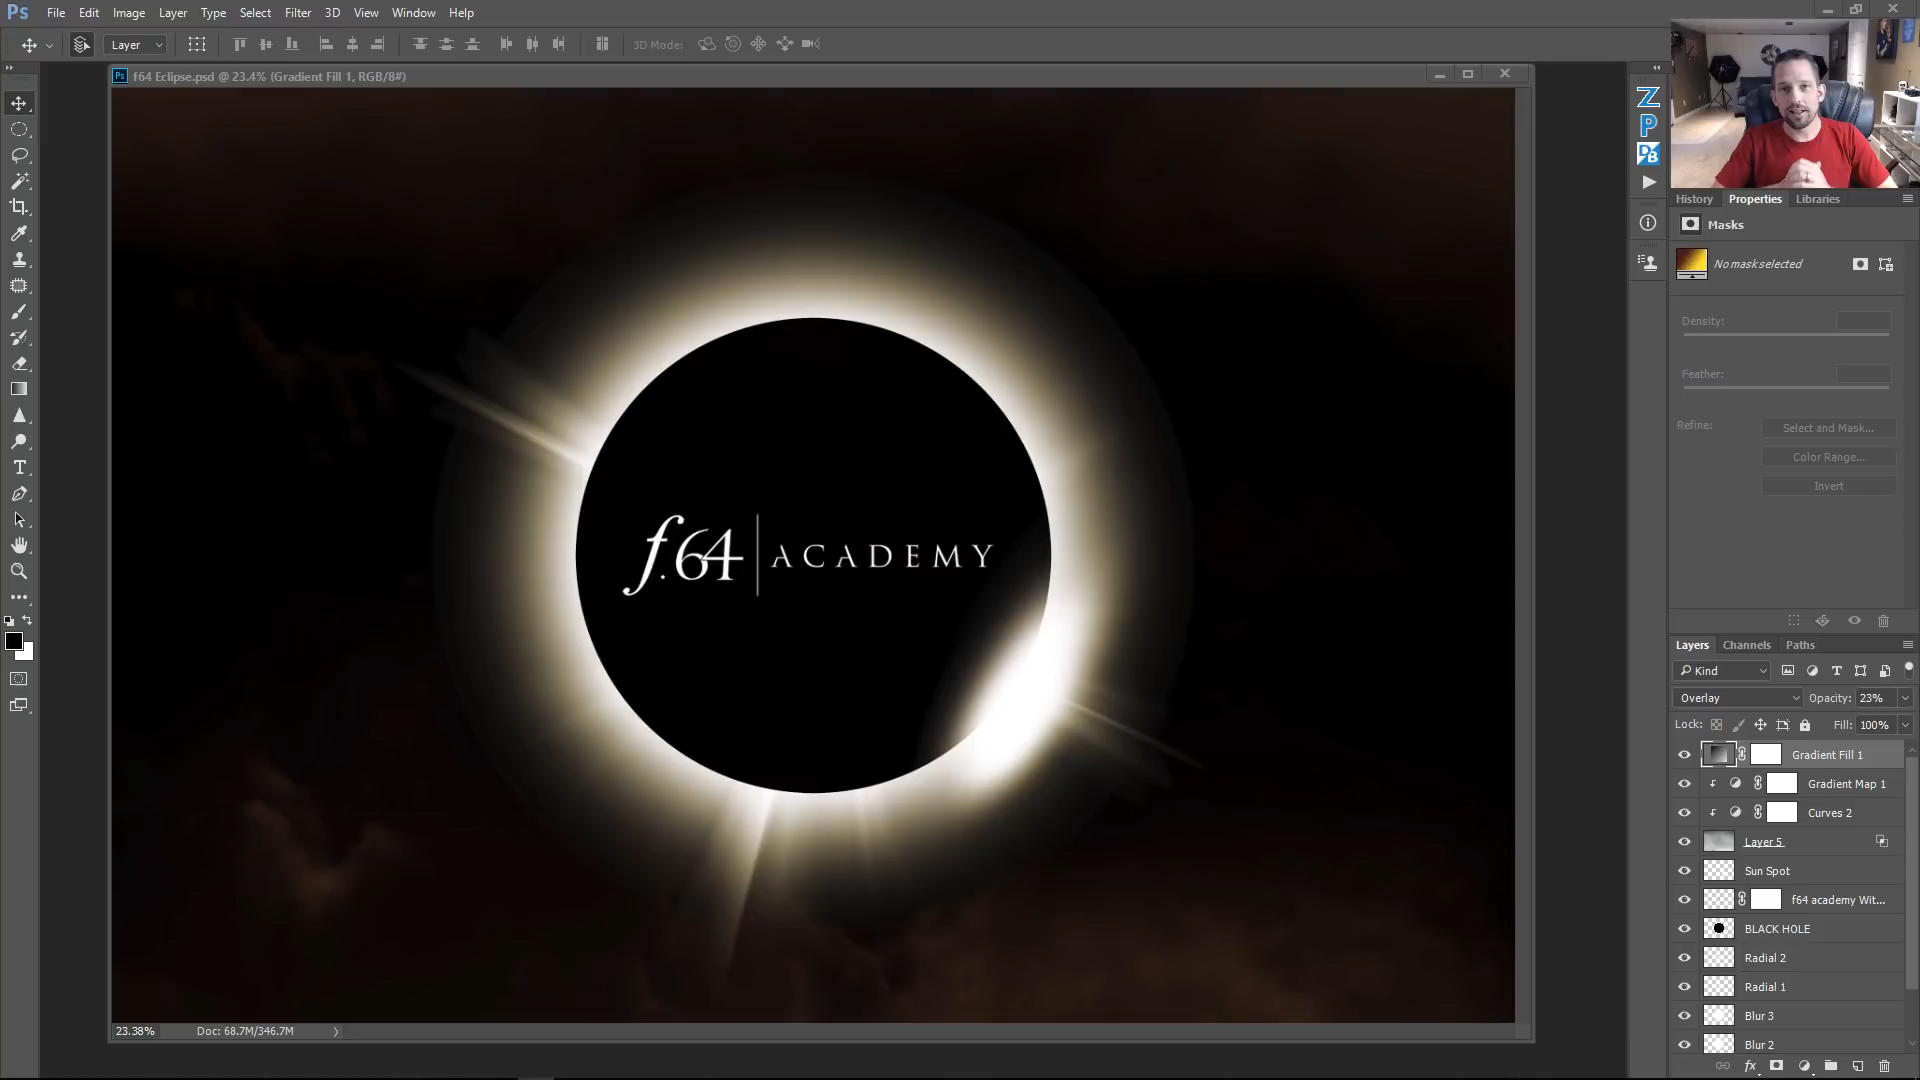 Ps File Edit Image Layer Type Select Filter 3D View Window Help
Layer 3D Mode:
Ps f64 Eclipse.psd @ 23.4% (Gradient Fill 1, RGB/8#)
Z
P
DB
History Properties Libraries
Masks
No mask selected
Density:
Feather:
Refine: Select and Mask...
Color Range...
Invert
f.64 | ACADEMY
Layers Channels Paths
Kind
Overlay Opacity: 23%
Lock: Fill: 100%
Gradient Fill 1
Gradient Map 1
Curves 2
Layer 5
Sun Spot
f64 academy Wit...
BLACK HOLE
Radial 2
Radial 1
Blur 3
Blur 2
fx
23.38% Doc: 68.7M/346.7M